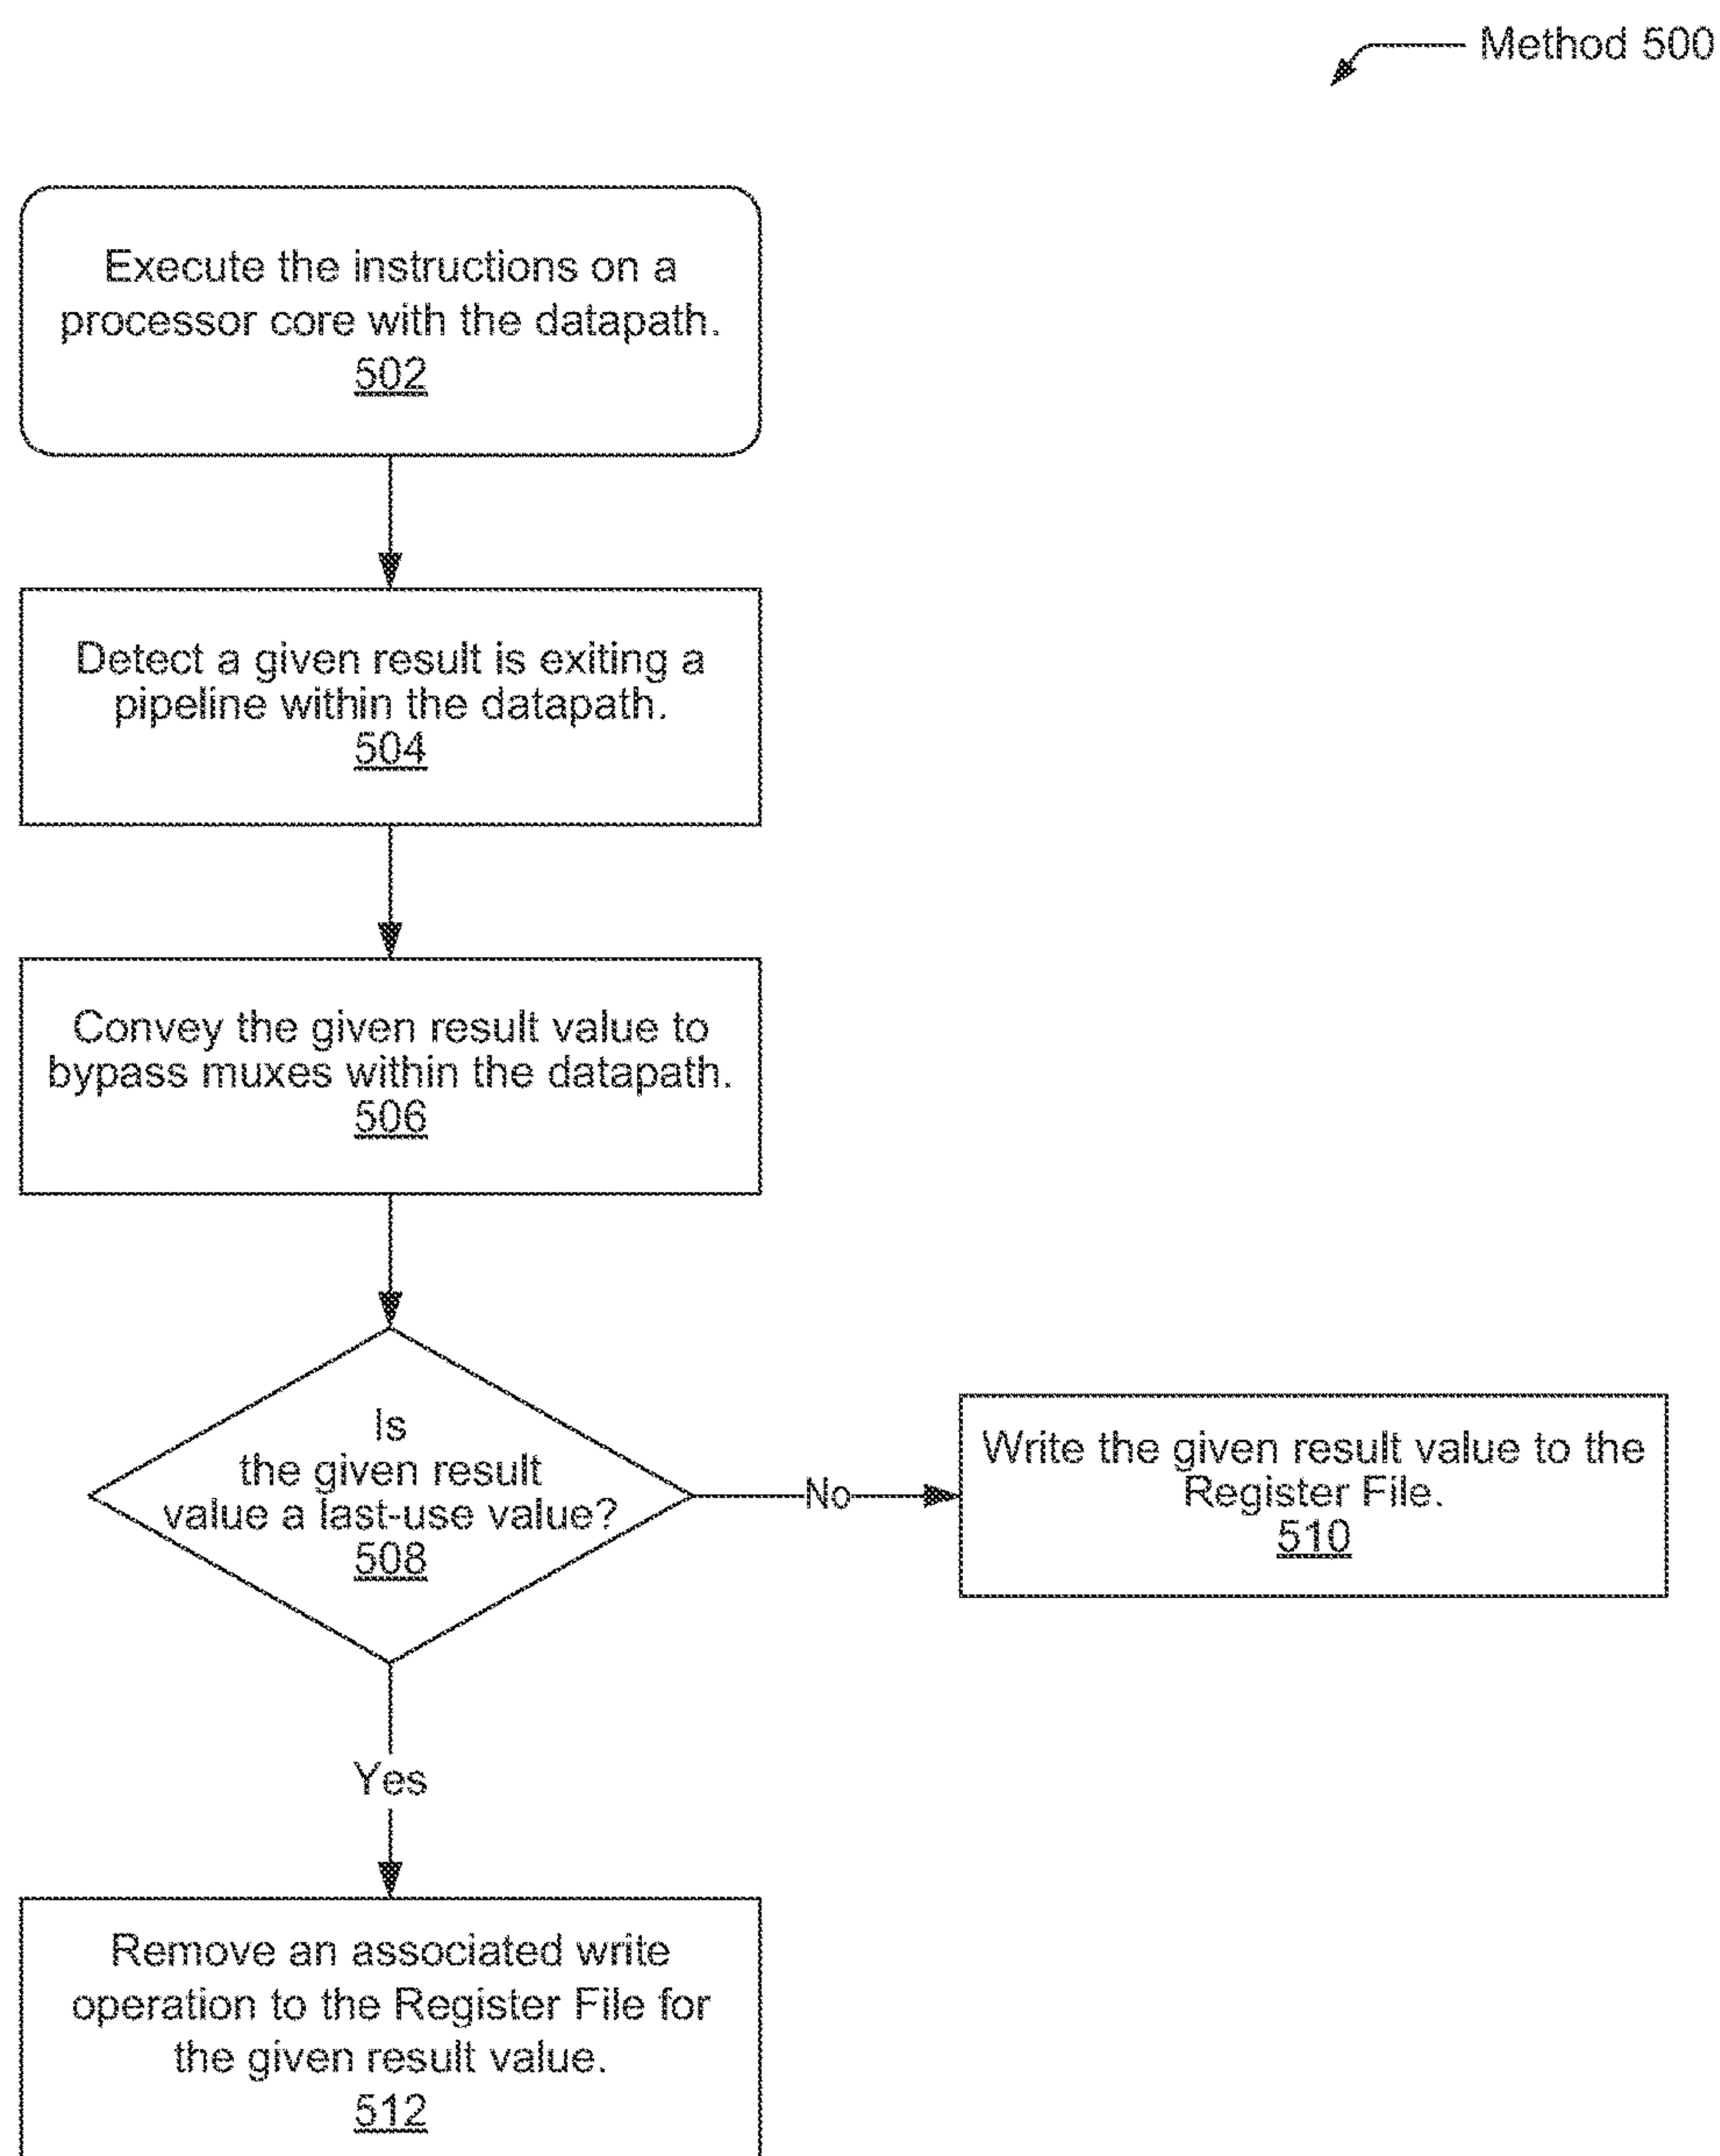 Method 500
Execute the instructions on a
processor core with the datapath.
502
Detect a given result is exiting a
pipeline within the datapath.
504
Convey the given result value to
bypass muxes within the datapath.
506
Is
the given result
value a last-use value?
508
No
Write the given result value to the
Register File.
510
Yes
Remove an associated write
operation to the Register File for
the given result value.
512